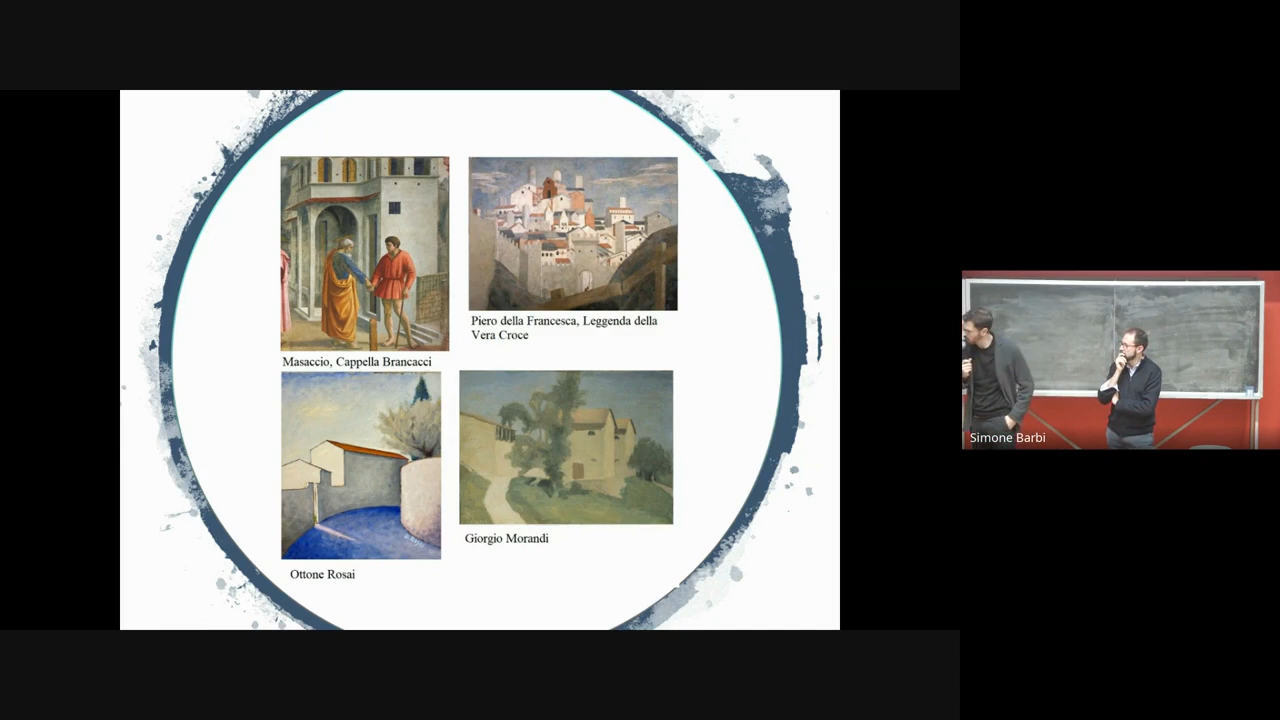 Masaccio, Cappella Brancacci
Piero della Francesca, Leggenda della
Vera Croce
Ottone Rosai
Giorgio Morandi
Simone Barbi